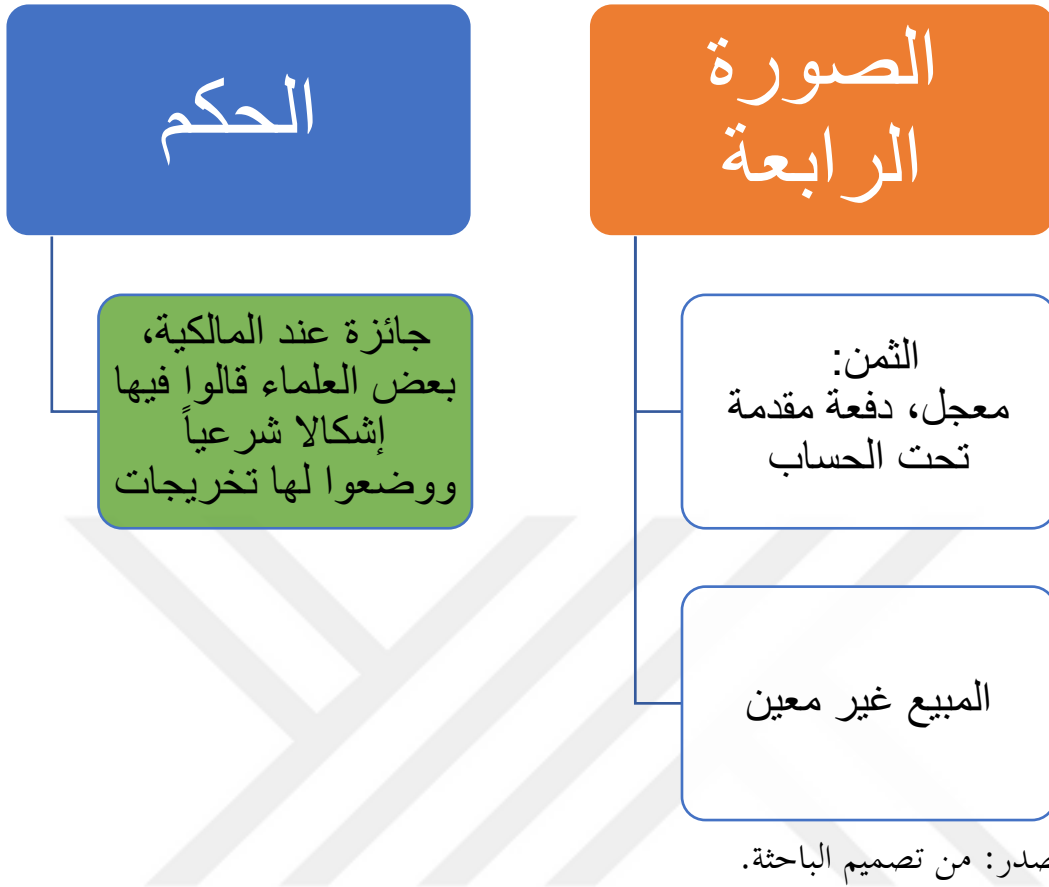 الصورة
الرابعة
الثمن:
معجل، دفعة مقدمة
تحت الحساب
المبيع غير معين
الحكم
جائزة عند المالكية،
بعض العلماء قالوا فيها
إشكالا شرعياً
ووضعوا لها تخريجات
صدر: من تصميم الباحثة.